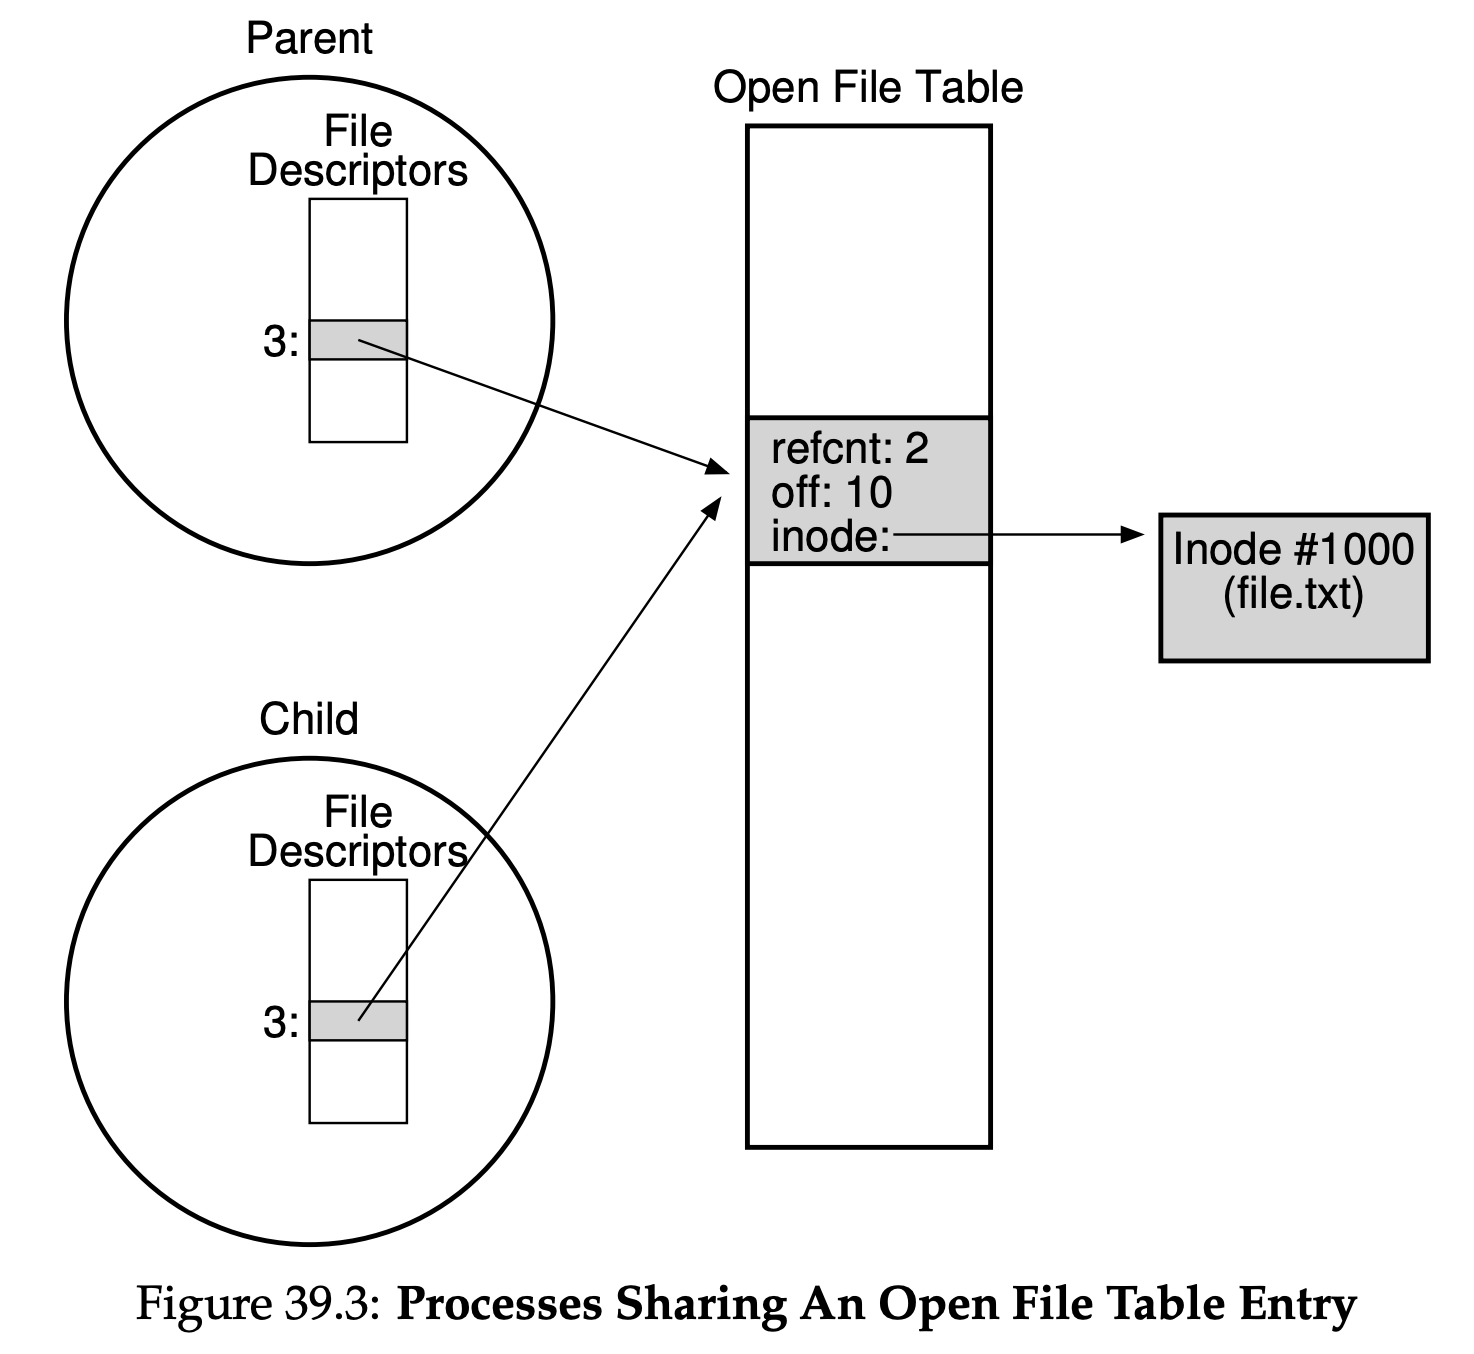 Parent
File
Descriptors
3:
Open File Table
refcnt: 2
off: 10
inode:
Inode #1000
(file.txt)
Child
File
Descriptors
3:
Figure 39.3: Processes Sharing An Open File Table Entry